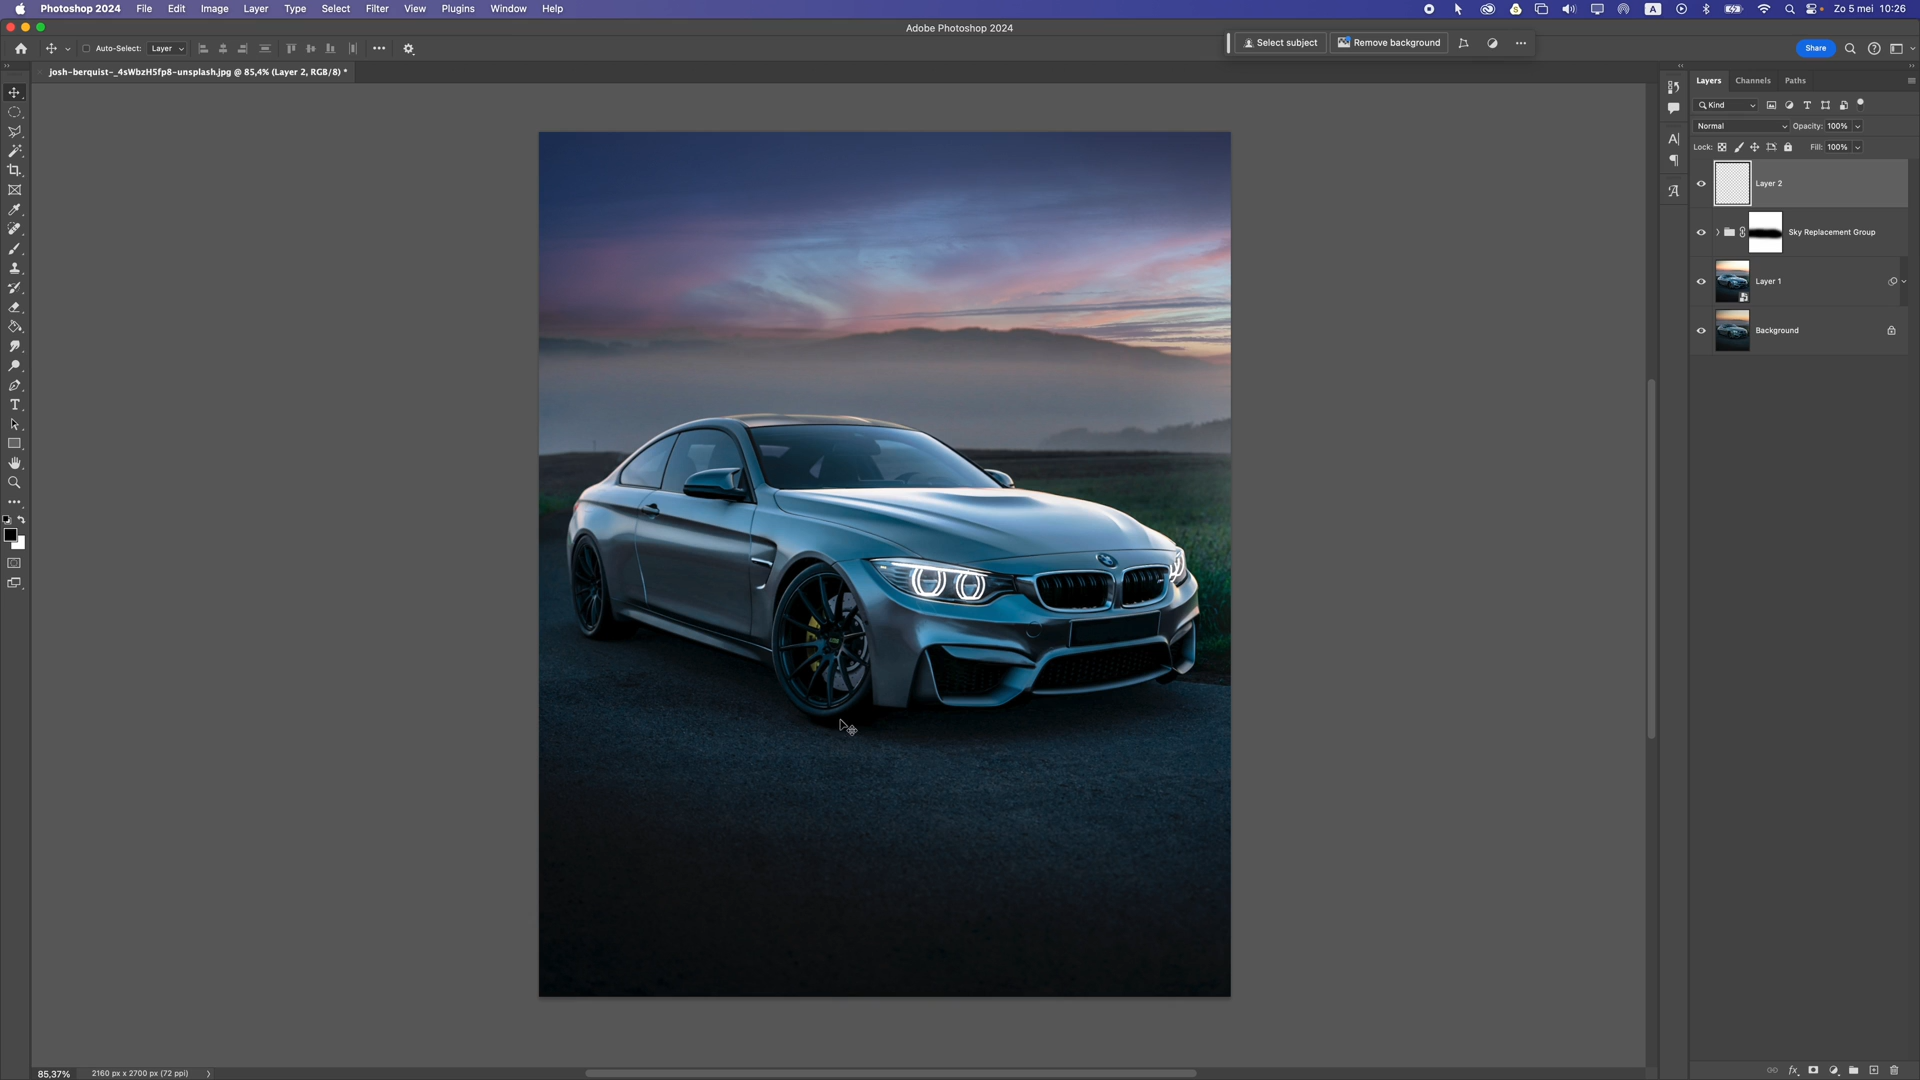 Photoshop 2024 File Edit Image Layer Type Select Filter View Plugins Window Help A Zo 5 mei 10:26
Adobe Photoshop 2024
Auto-Select: Layer Select subject Remove background Share
josh-berquist-_4sWbzH5fp8-unsplash.jpg @ 85,4% (Layer 2, RGB/8) *
Layers Channels Paths
Kind
Normal Opacity: 100%
Lock: Fill: 100%
Layer 2
Sky Replacement Group
Layer 1
Background
85,37% 2160 px x 2700 px (72 ppi)